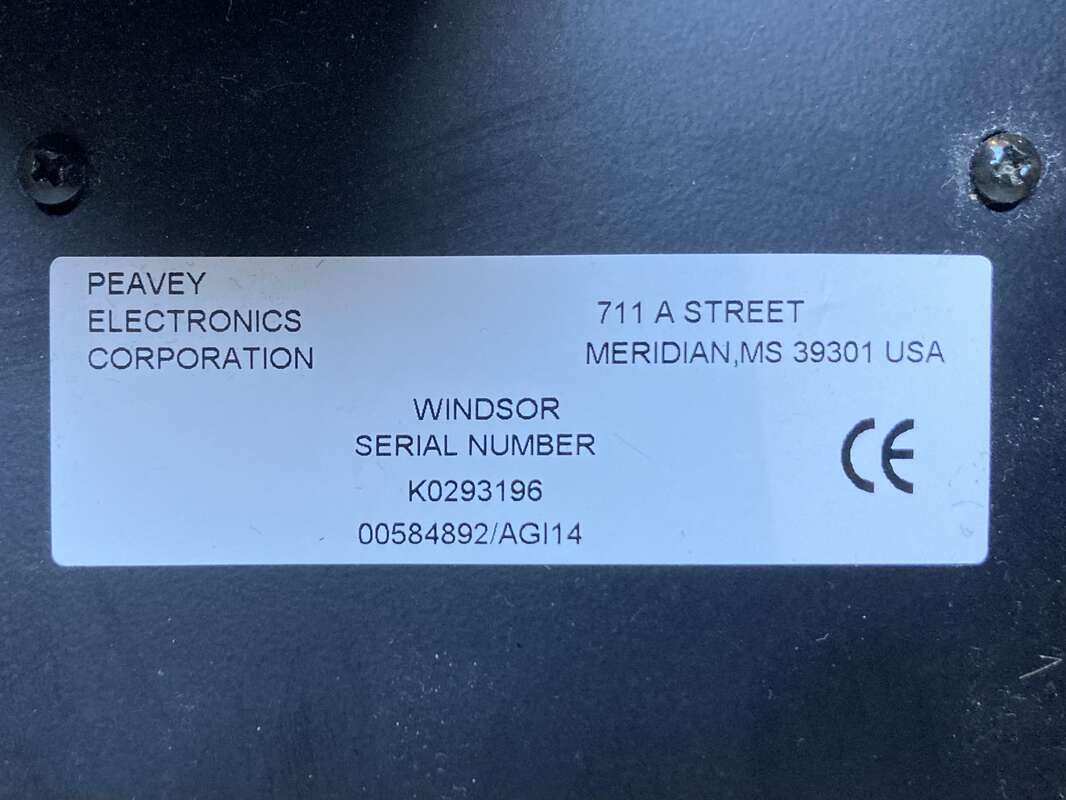 PEAVEY
ELECTRONICS
CORPORATION
711 A STREET
MERIDIAN,MS 39301 USA
WINDSOR
SERIAL NUMBER
K0293196
00584892/AGI14
CE